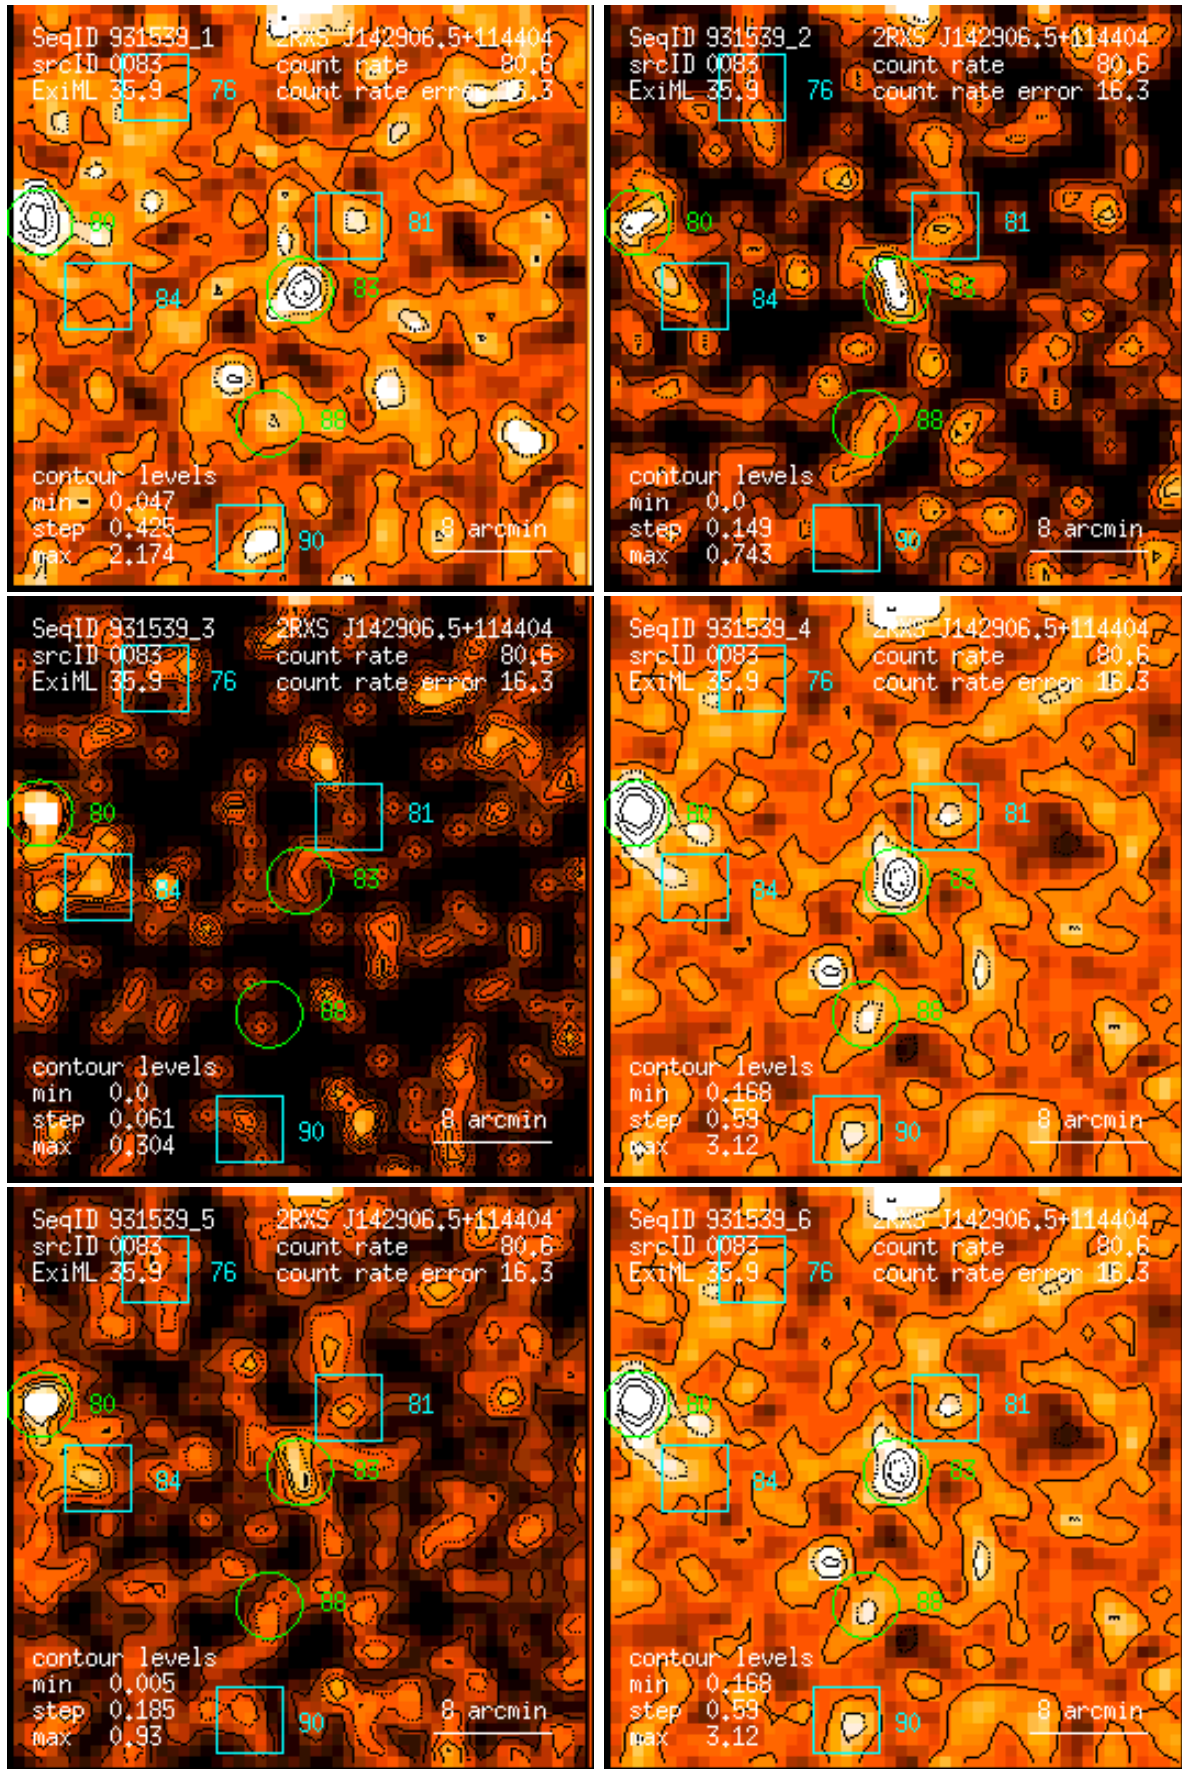 SeqID 931539_1 2RXS J142906.5+114404
srcID 0083 count rate 80.6
ExiML 35.9 76 count rate error 16.3
80
81
84
83
88
contour levels
min 0.047
step 0.425 8 arcmin
max 2.174 90
SeqID 931539_2 2RXS J142906.5+114404
srcID 0083 count rate 80.6
ExiML 35.9 76 count rate error 16.3
80
81
84
83
88
contour levels
min 0.0
step 0.149 8 arcmin
max 0.743 90
SeqID 931539_3 2RXS J142906.5+114404
srcID 0083 count rate 80.6
ExiML 35.9 76 count rate error 16.3
80
81
84
83
88
contour levels
min 0.0
step 0.061 8 arcmin
max 0.304 90
SeqID 931539_4 2RXS J142906.5+114404
srcID 0083 count rate 80.6
ExiML 35.9 76 count rate error 16.3
80
81
84
83
88
contour levels
min 0.168
step 0.59 8 arcmin
max 3.12 90
SeqID 931539_5 2RXS J142906.5+114404
srcID 0083 count rate 80.6
ExiML 35.9 76 count rate error 16.3
80
81
84
83
88
contour levels
min 0.005
step 0.185 8 arcmin
max 0.93 90
SeqID 931539_6 2RXS J142906.5+114404
srcID 0083 count rate 80.6
ExiML 35.9 76 count rate error 16.3
80
81
84
83
88
contour levels
min 0.168
step 0.59 8 arcmin
max 3.12 90